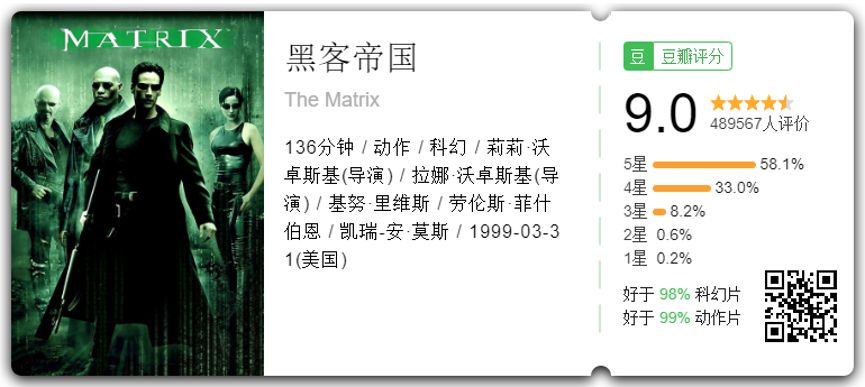 MATRIX
黑客帝国
The Matrix
136分钟 / 动作 / 科幻 / 莉莉·沃
卓斯基(导演) / 拉娜·沃卓斯基(导
演) / 基努·里维斯 / 劳伦斯·菲什
伯恩 / 凯瑞-安·莫斯 / 1999-03-3
1(美国)
豆 豆瓣评分
9.0
489567人评价
5星 58.1%
4星 33.0%
3星 8.2%
2星 0.6%
1星 0.2%
好于 98% 科幻片
好于 99% 动作片